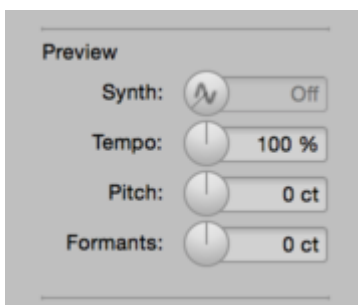 Preview
Synth: Off
Tempo: 100 %
Pitch: 0 ct
Formants: 0 ct